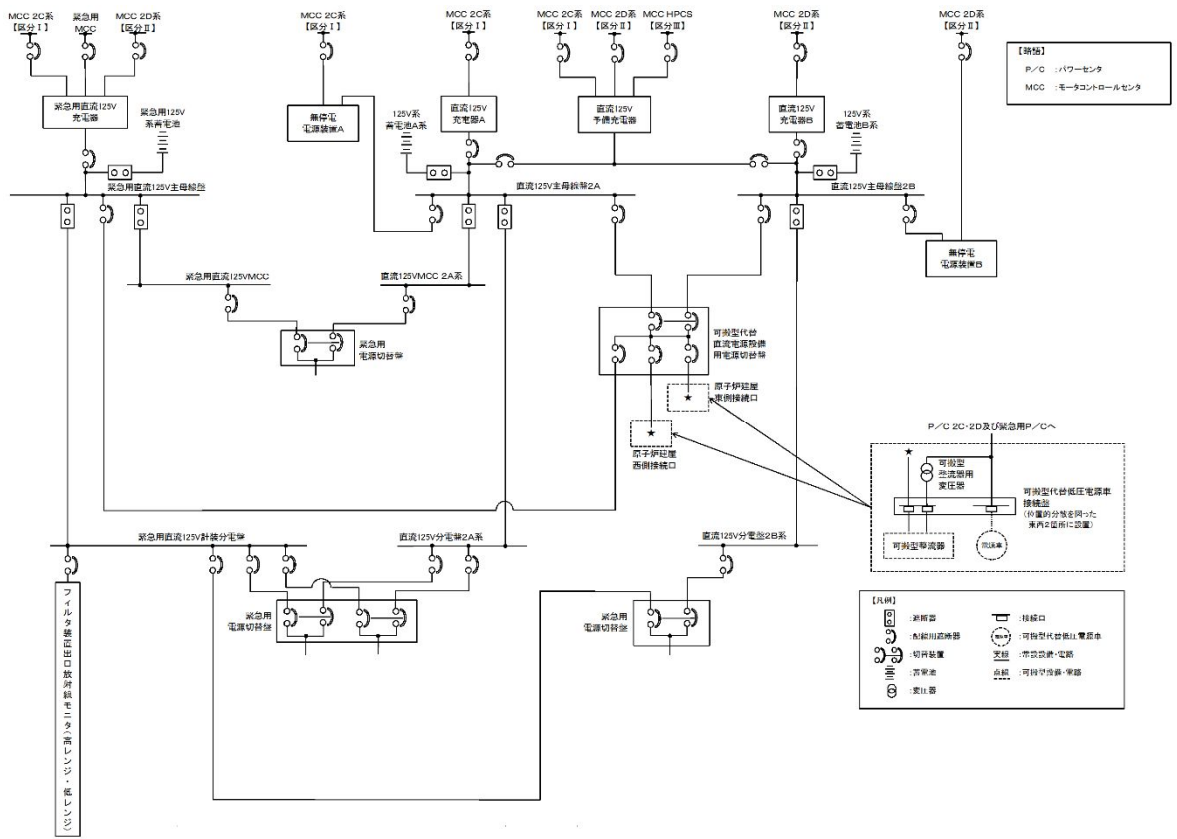 MCC 2C系
【区分Ⅰ】
緊急用
MCC
MCC 2D系
【区分Ⅱ】
MCC 2C系
【区分Ⅰ】
MCC 2C系
【区分Ⅰ】
MCC 2C系
【区分Ⅰ】
MCC 2D系
【区分Ⅱ】
MCC HPCS
【区分Ⅲ】
MCC 2D系
【区分Ⅱ】
MCC 2D系
【区分Ⅱ】
【略語】
P/C :パワーセンタ
MCC :モータコントロールセンタ
緊急用直流125V
充電器
緊急用125V
系蓄電池
無停電
電源装置A
125V系
蓄電池A系
直流125V
充電器A
直流125V
予備充電器
直流125V
充電器B
125V系
蓄電池B系
緊急用直流125V主母線盤
直流125V主母線盤2A
直流125V主母線盤2B
無停電
電源装置B
緊急用直流125VMCC
直流125VMCC 2A系
緊急用
電源切替盤
可搬型代替
直流電源設備
用電源切替盤
原子炉建屋
東側接続口
原子炉建屋
西側接続口
P/C 2C・2D及び緊急用P/Cへ
可搬型
整流器用
変圧器
可搬型代替低圧電源車
接続盤
(位置的分散を図った
東西2箇所に設置)
可搬型整流器
電源車
緊急用直流125V計装分電盤
直流125V分電盤2A系
直流125V分電盤2B系
緊急用
電源切替盤
緊急用
電源切替盤
フィルタ装置出口放射線モニタ(高レンジ・低レンジ)
【凡例】
:遮断器
:配線用遮断器
:切替装置
:蓄電池
:変圧器
:接続口
電源車 :可搬型代替低圧電源車
実線 :常設設備・電路
点線 :可搬型設備・電路